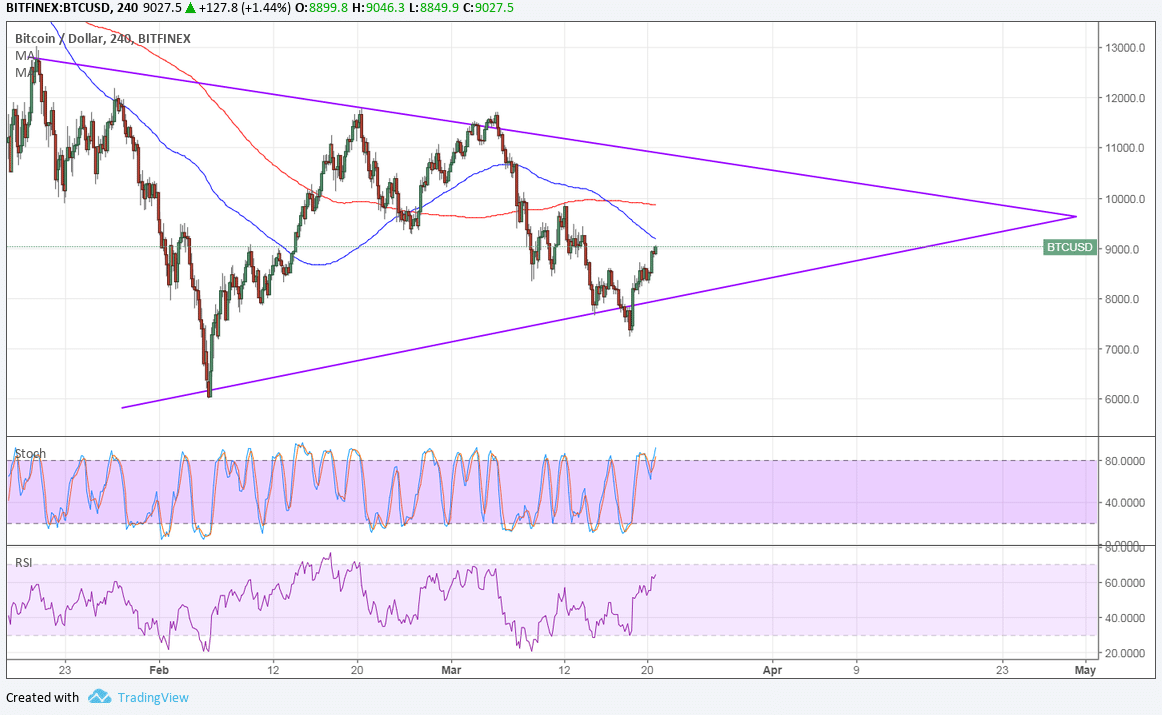 BITFINEX:BTCUSD, 240 9027.5 ▲ +127.8 (+1.44%) O:8899.8 H:9046.3 L:8849.9 C:9027.5
Bitcoin / Dollar, 240, BITFINEX
MA
MA
13000.0
12000.0
11000.0
10000.0
BTCUSD
9000.0
8000.0
7000.0
6000.0
Stoch
80.0000
40.0000
0.0000
RSI
80.0000
60.0000
40.0000
20.0000
23 Feb 12 20 Mar 12 20 Apr 9 23 May
Created with TradingView